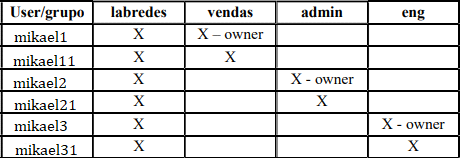 User/grupo labredes vendas admin eng
mikael1 X X – owner
mikael11 X X
mikael2 X X - owner
mikael21 X X
mikael3 X X - owner
mikael31 X X